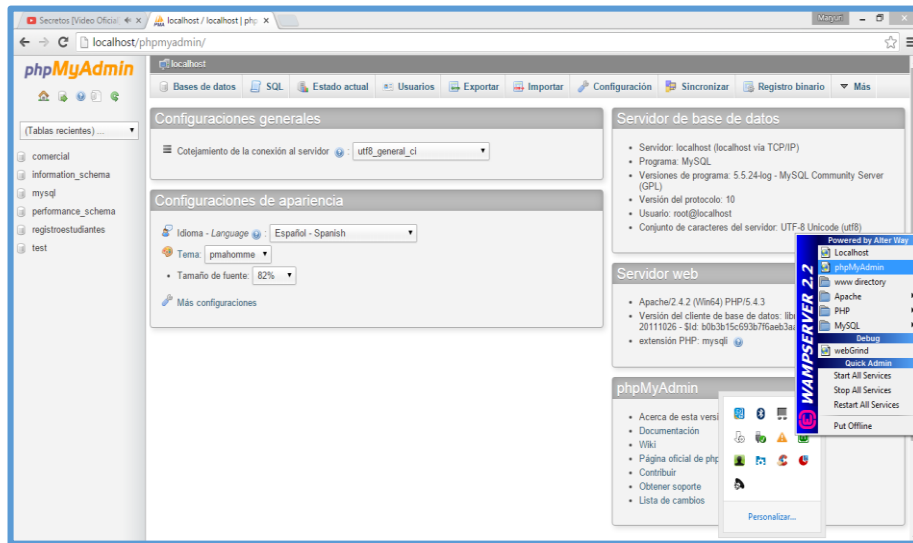 Secretos [Video Oficial
localhost / localhost | php
Maryuri
localhost/phpmyadmin/
phpMyAdmin
(Tablas recientes) ...
comercial
information_schema
mysql
performance_schema
registroestudiantes
test
localhost
Bases de datos
SQL
Estado actual
Usuarios
Exportar
Importar
Configuración
Sincronizar
Registro binario
Más
Configuraciones generales
Cotejamiento de la conexión al servidor : utf8_general_ci
Configuraciones de apariencia
Idioma - Language : Español - Spanish
Tema: pmahomme
• Tamaño de fuente: 82%
Más configuraciones
Servidor de base de datos
• Servidor: localhost (localhost via TCP/IP)
• Programa: MySQL
• Versiones de programa: 5.5.24-log - MySQL Community Server
(GPL)
• Versión del protocolo: 10
• Usuario: root@localhost
• Conjunto de caracteres del servidor: UTF-8 Unicode (utf8)
Servidor web
• Apache/2.4.2 (Win64) PHP/5.4.3
• Versión del cliente de base de datos:
20111026 - $Id:
• extensión PHP: mysqli
phpMyAdmin
• Acerca de esta versi
• Documentación
• Wiki
• Página oficial de php
• Contribuir
• Obtener soporte
• Lista de cambios
WAMPSERVER 2.2
Powered by Alter Way
Localhost
phpMyAdmin
www directory
Apache
PHP
MySQL
Debug
webGrind
Quick Admin
Start All Services
Stop All Services
Restart All Services
Put Offline
Personalizar...